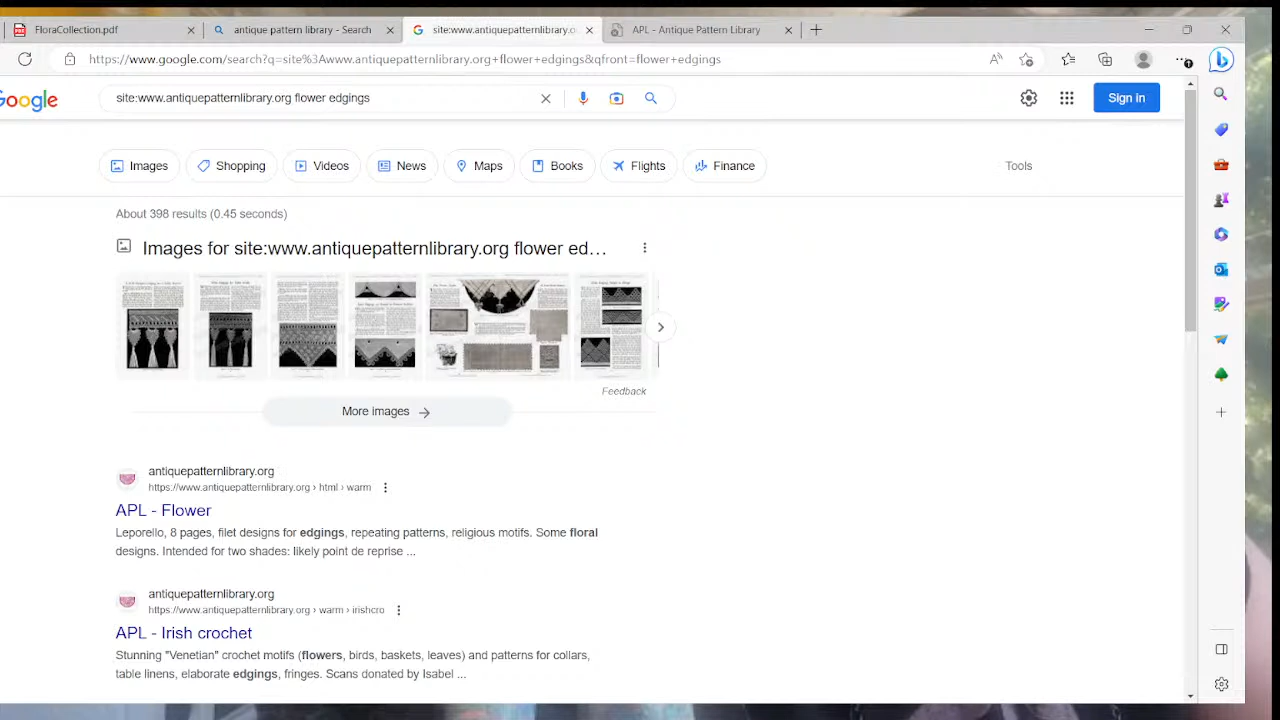 FloraCollection.pdf
antique pattern library - Search
site:www.antiquepatternlibrary.o
APL - Antique Pattern Library
https://www.google.com/search?q=site%3Awww.antiquepatternlibrary.org+flower+edgings&qfront=flower+edgings
Google
site:www.antiquepatternlibrary.org flower edgings
Sign in
Images
Shopping
Videos
News
Maps
Books
Flights
Finance
Tools
About 398 results (0.45 seconds)
Images for site:www.antiquepatternlibrary.org flower ed...
Feedback
More images
antiquepatternlibrary.org
https://www.antiquepatternlibrary.org › html › warm
APL - Flower
Leporello, 8 pages, filet designs for edgings, repeating patterns, religious motifs. Some floral
designs. Intended for two shades: likely point de reprise ...
antiquepatternlibrary.org
https://www.antiquepatternlibrary.org › warm › irishcro
APL - Irish crochet
Stunning "Venetian" crochet motifs (flowers, birds, baskets, leaves) and patterns for collars,
table linens, elaborate edgings, fringes. Scans donated by Isabel ...